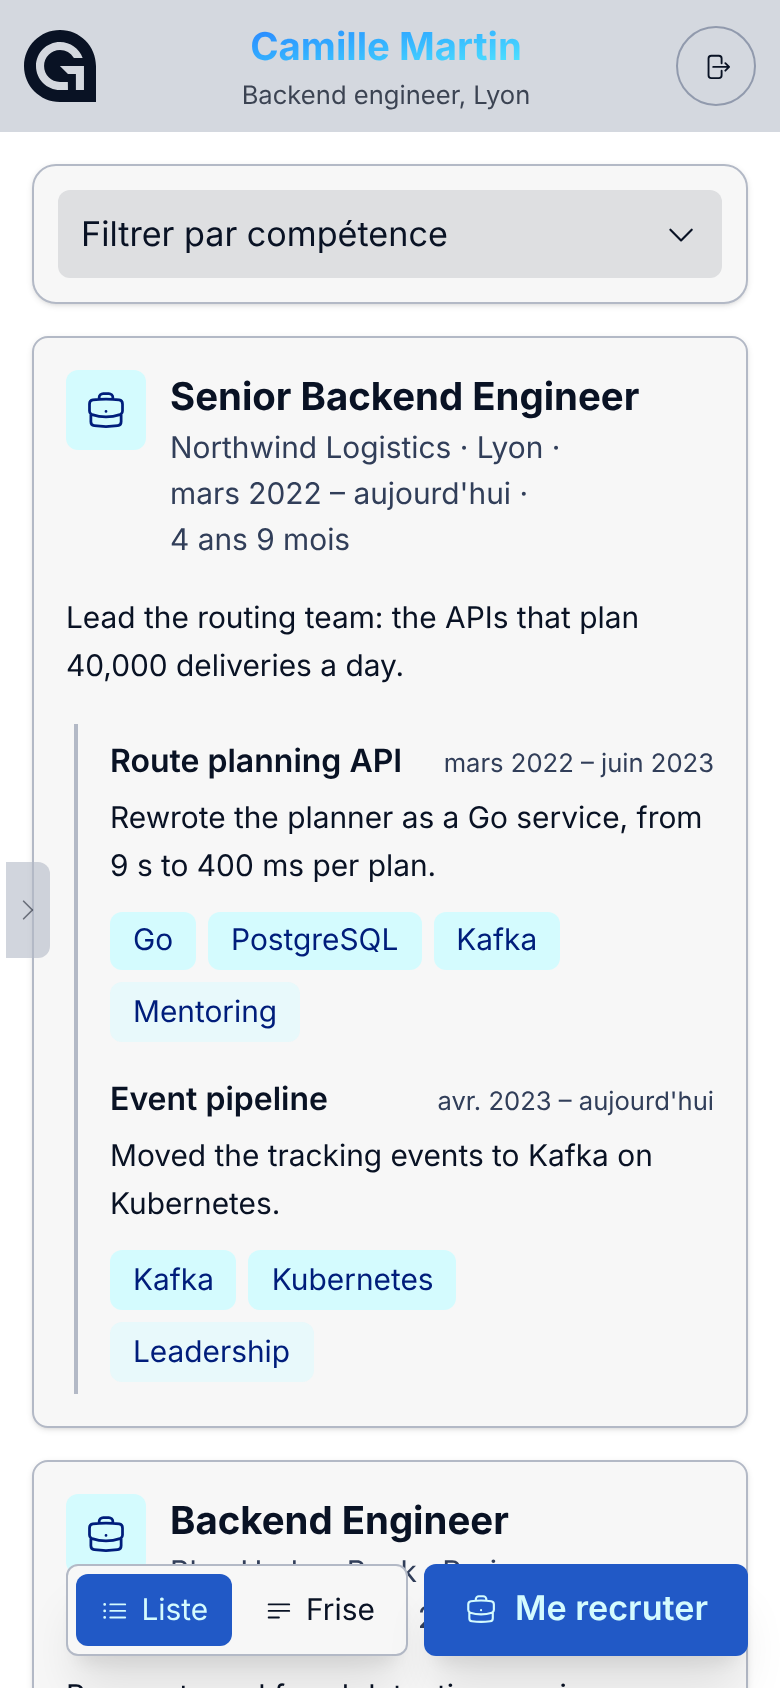 Camille Martin
Backend engineer, Lyon
Filtrer par compétence
Senior Backend Engineer
Northwind Logistics · Lyon ·
mars 2022 – aujourd'hui ·
4 ans 9 mois
Lead the routing team: the APIs that plan
40,000 deliveries a day.
Route planning API mars 2022 – juin 2023
Rewrote the planner as a Go service, from
9 s to 400 ms per plan.
Go PostgreSQL Kafka
Mentoring
Event pipeline avr. 2023 – aujourd'hui
Moved the tracking events to Kafka on
Kubernetes.
Kafka Kubernetes
Leadership
Backend Engineer
Liste Frise Me recruter